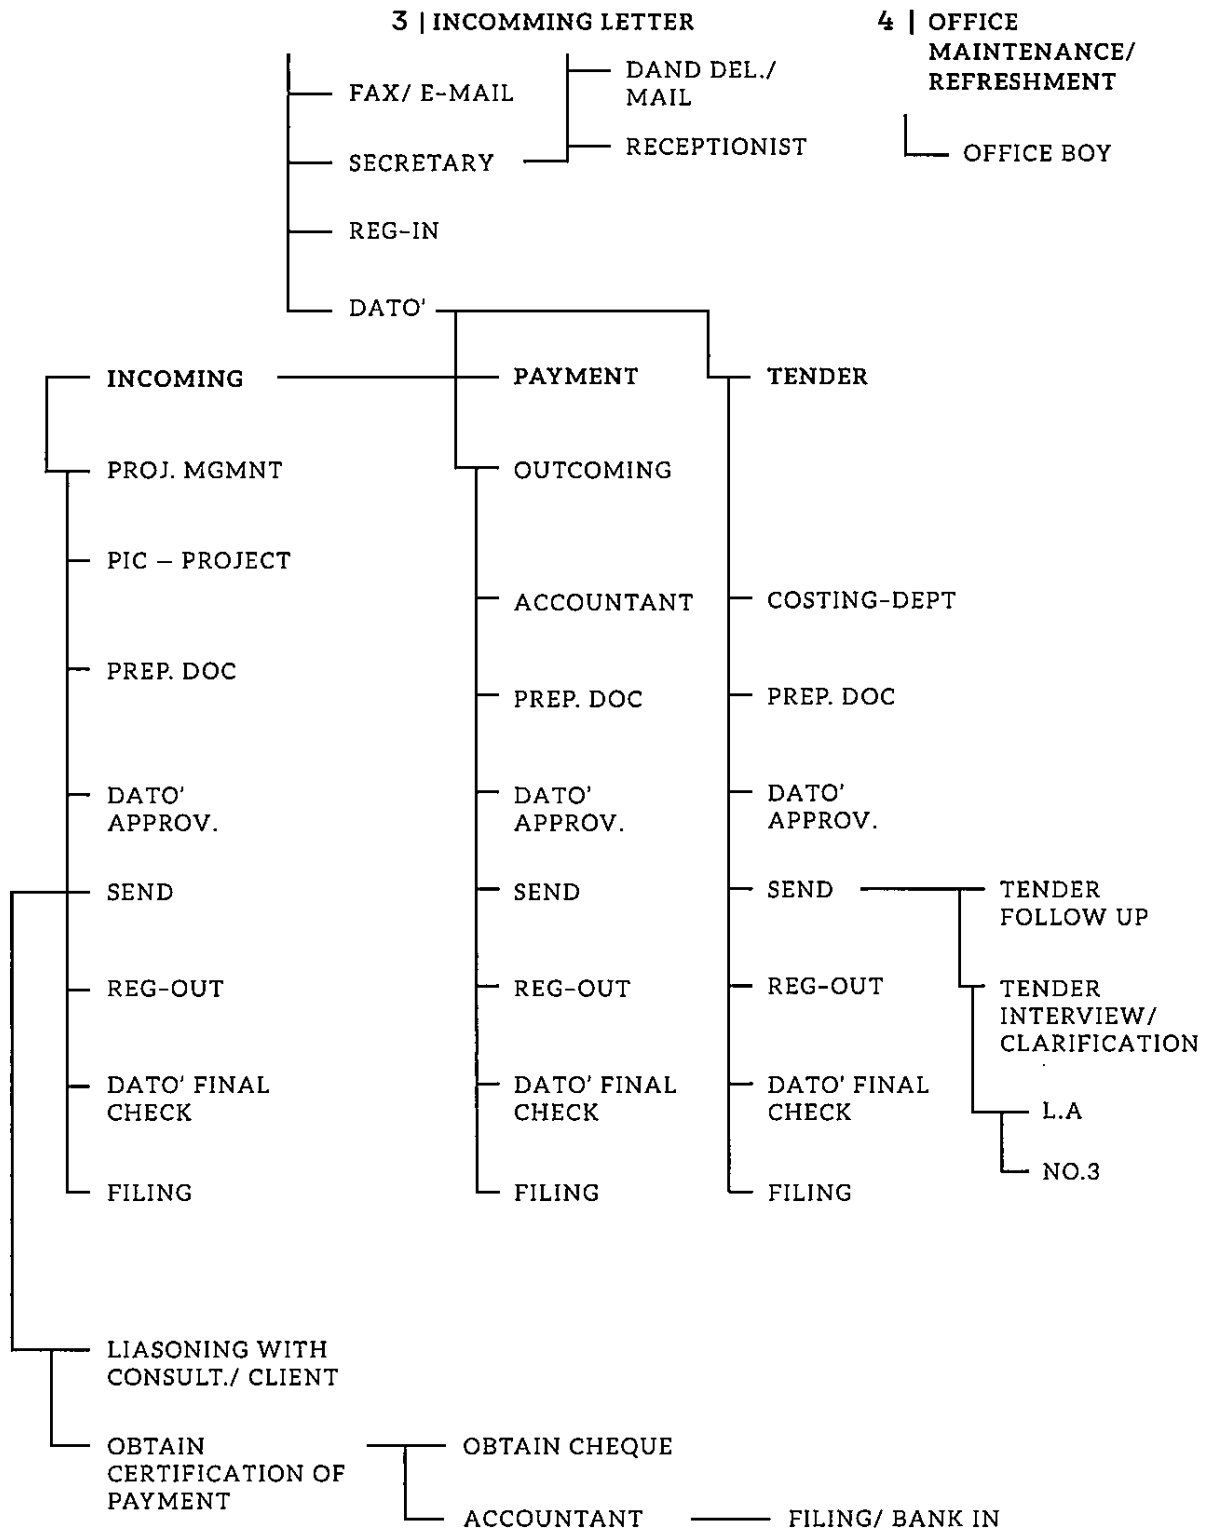 3 | INCOMMING LETTER
FAX/ E-MAIL
SECRETARY
DAND DEL./
MAIL
RECEPTIONIST
REG-IN
DATO'
4 | OFFICE
MAINTENANCE/
REFRESHMENT
OFFICE BOY
INCOMING
PROJ. MGMNT
PIC – PROJECT
PREP. DOC
DATO'
APPROV.
SEND
REG-OUT
DATO' FINAL
CHECK
FILING
PAYMENT
OUTCOMING
ACCOUNTANT
PREP. DOC
DATO'
APPROV.
SEND
REG-OUT
DATO' FINAL
CHECK
FILING
TENDER
COSTING-DEPT
PREP. DOC
DATO'
APPROV.
SEND
REG-OUT
DATO' FINAL
CHECK
FILING
TENDER
FOLLOW UP
TENDER
INTERVIEW/
CLARIFICATION
L.A
NO.3
LIASONING WITH
CONSULT./ CLIENT
OBTAIN
CERTIFICATION OF
PAYMENT
OBTAIN CHEQUE
ACCOUNTANT
FILING/ BANK IN